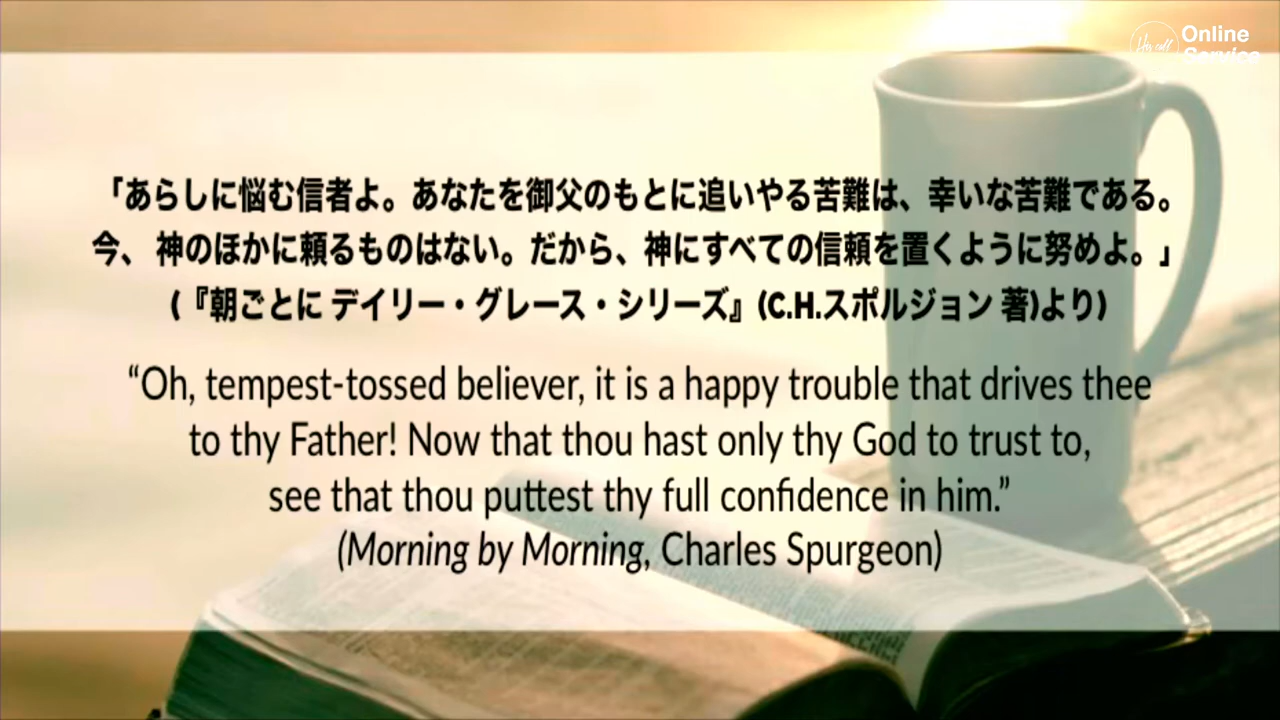 His call
Online
Service
「あらしに悩む信者よ。あなたを御父のもとに追いやる苦難は、幸いな苦難である。
今、 神のほかに頼るものはない。だから、神にすべての信頼を置くように努めよ。」
(『朝ごとに デイリー・グレース・シリーズ』(C.H.スポルジョン 著)より)
“Oh, tempest-tossed believer, it is a happy trouble that drives thee
to thy Father! Now that thou hast only thy God to trust to,
see that thou puttest thy full confidence in him.”
(Morning by Morning, Charles Spurgeon)